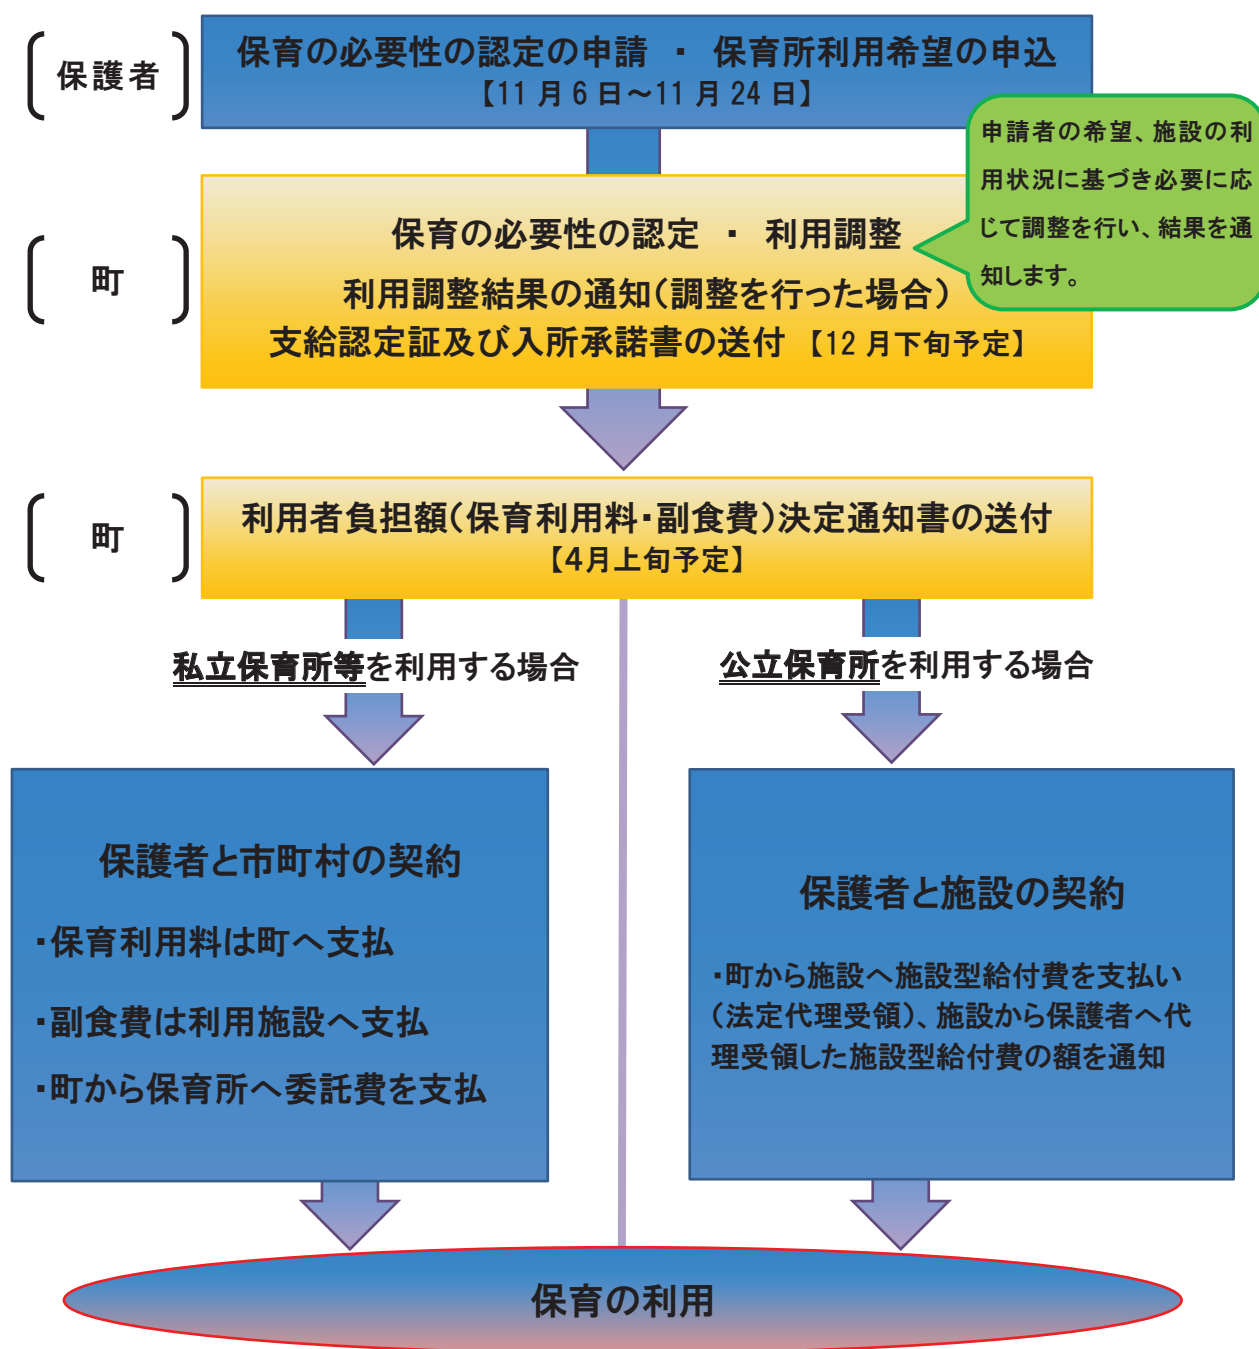 保護者
保育の必要性の認定の申請 ・ 保育所利用希望の申込
【11月6日～11月24日】
申請者の希望、施設の利
用状況に基づき必要に応
じて調整を行い、結果を通
知します。
町
保育の必要性の認定 ・ 利用調整
利用調整結果の通知(調整を行った場合)
支給認定証及び入所承諾書の送付 【12月下旬予定】
町
利用者負担額(保育利用料・副食費)決定通知書の送付
【4月上旬予定】
私立保育所等を利用する場合
公立保育所を利用する場合
保護者と市町村の契約
・保育利用料は町へ支払
・副食費は利用施設へ支払
・町から保育所へ委託費を支払
保護者と施設の契約
・町から施設へ施設型給付費を支払い
(法定代理受領)、施設から保護者へ代
理受領した施設型給付費の額を通知
保育の利用